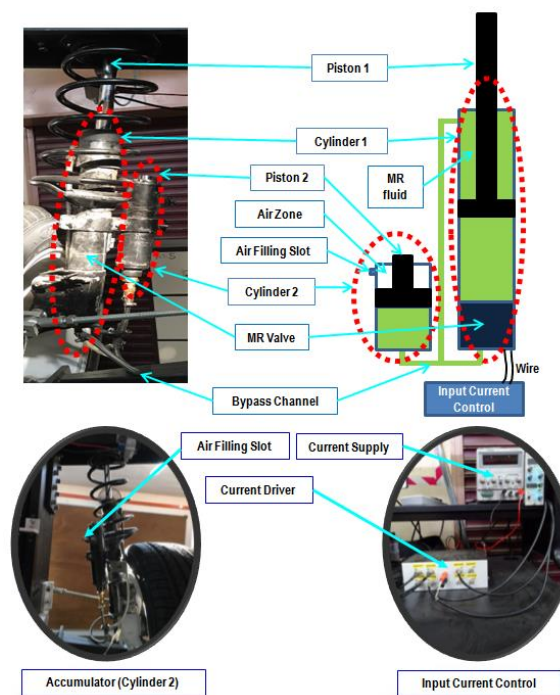 Piston 1
Cylinder 1
Piston 2
MR
fluid
Air Zone
Air Filling Slot
Cylinder 2
MR Valve
Wire
Bypass Channel
Input Current
Control
Air Filling Slot
Current Supply
Current Driver
Accumulator (Cylinder 2)
Input Current Control